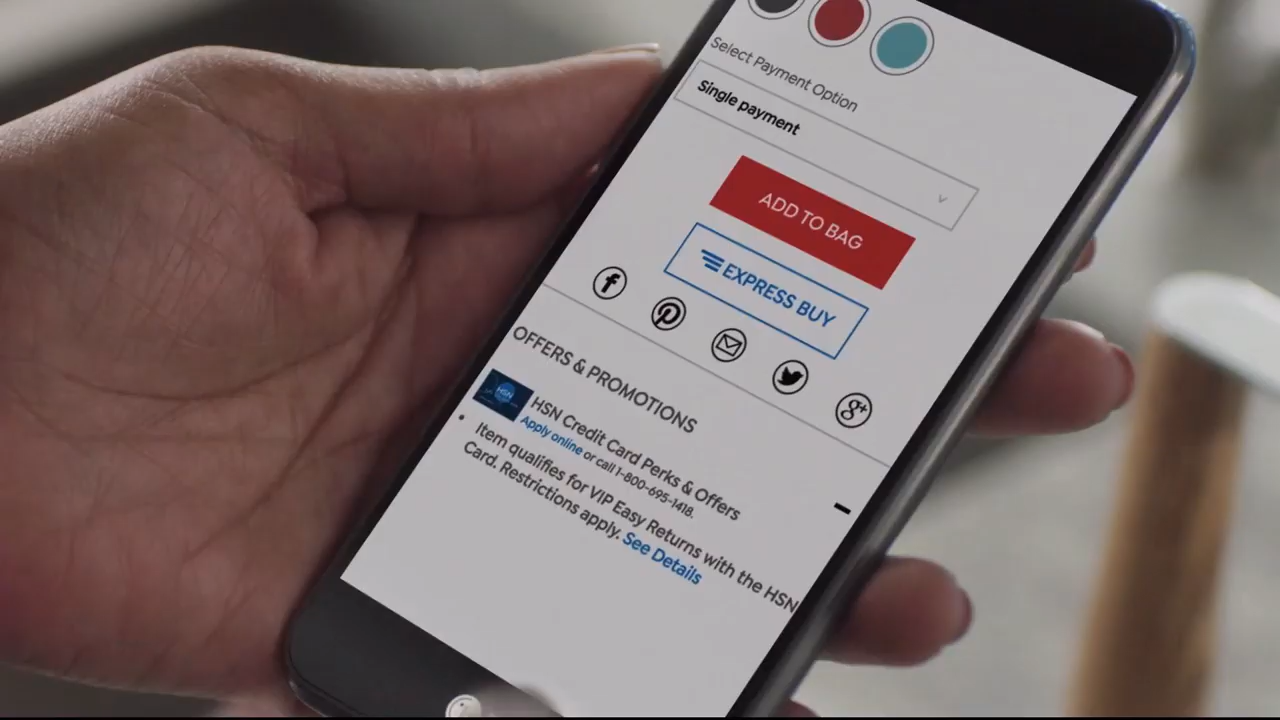 Select Payment Option
Single payment
ADD TO BAG
EXPRESS BUY
OFFERS & PROMOTIONS
HSN
HSN Credit Card Perks & Offers
Apply online or call 1-800-695-1418.
Item qualifies for VIP Easy Returns with the HSN
Card. Restrictions apply. See Details